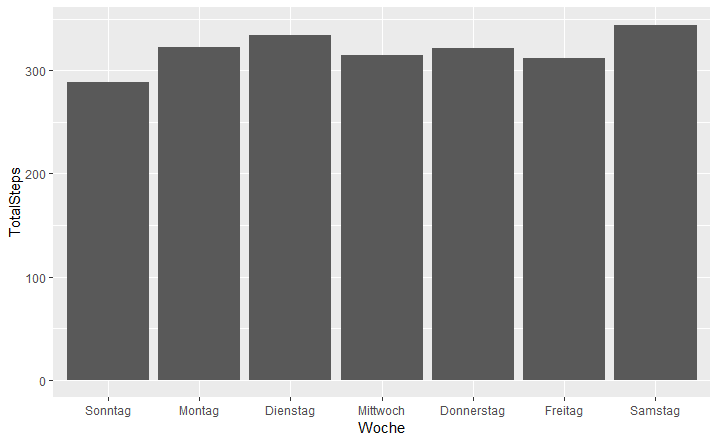 TotalSteps
300
200
100
0
Sonntag Montag Dienstag Mittwoch Donnerstag Freitag Samstag
Woche